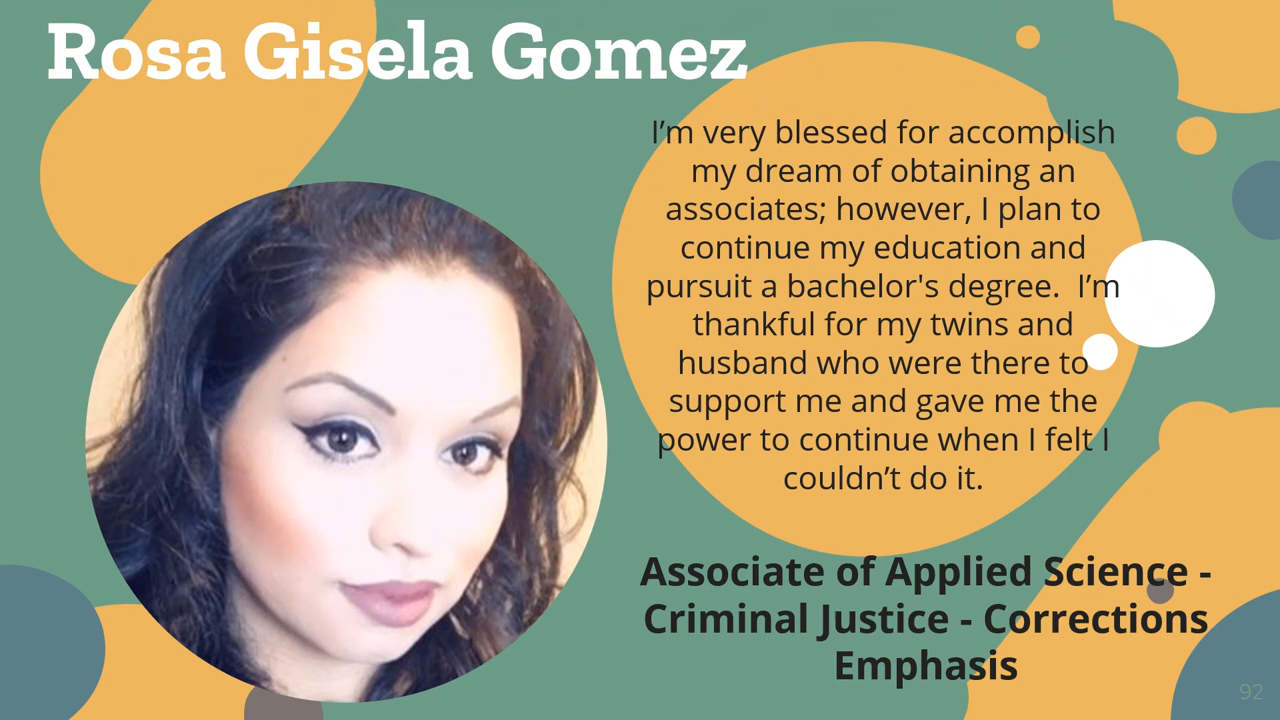 Rosa Gisela Gomez
I’m very blessed for accomplish
my dream of obtaining an
associates; however, I plan to
continue my education and
pursuit a bachelor's degree.  I’m
thankful for my twins and
husband who were there to
support me and gave me the
power to continue when I felt I
couldn’t do it.
Associate of Applied Science -
Criminal Justice - Corrections
Emphasis
92